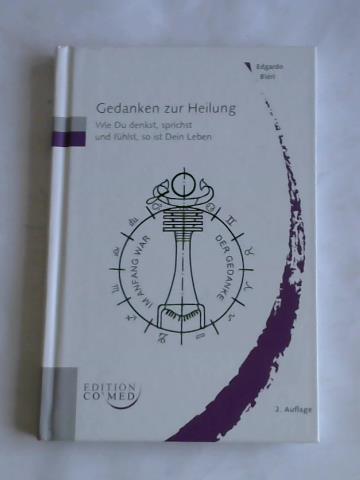 Edgardo
Bieri
Gedanken zur Heilung
Wie Du denkst, sprichst
und fühlst, so ist Dein Leben
IM ANFANG WAR
DER GEDANKE
EDITION
CO'MED
2. Auflage